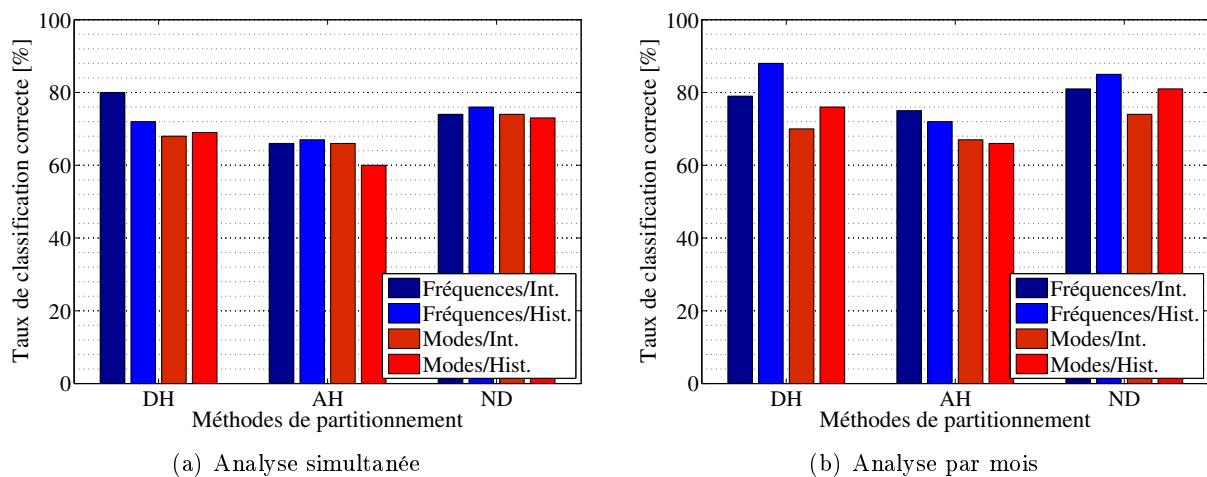 Taux de classification correcte [%]
100
80
60
40
20
0
DH
AH
ND
Méthodes de partitionnement
Fréquences/Int.
Fréquences/Hist.
Modes/Int.
Modes/Hist.
(a) Analyse simultanée
Taux de classification correcte [%]
100
80
60
40
20
0
DH
AH
ND
Méthodes de partitionnement
Fréquences/Int.
Fréquences/Hist.
Modes/Int.
Modes/Hist.
(b) Analyse par mois